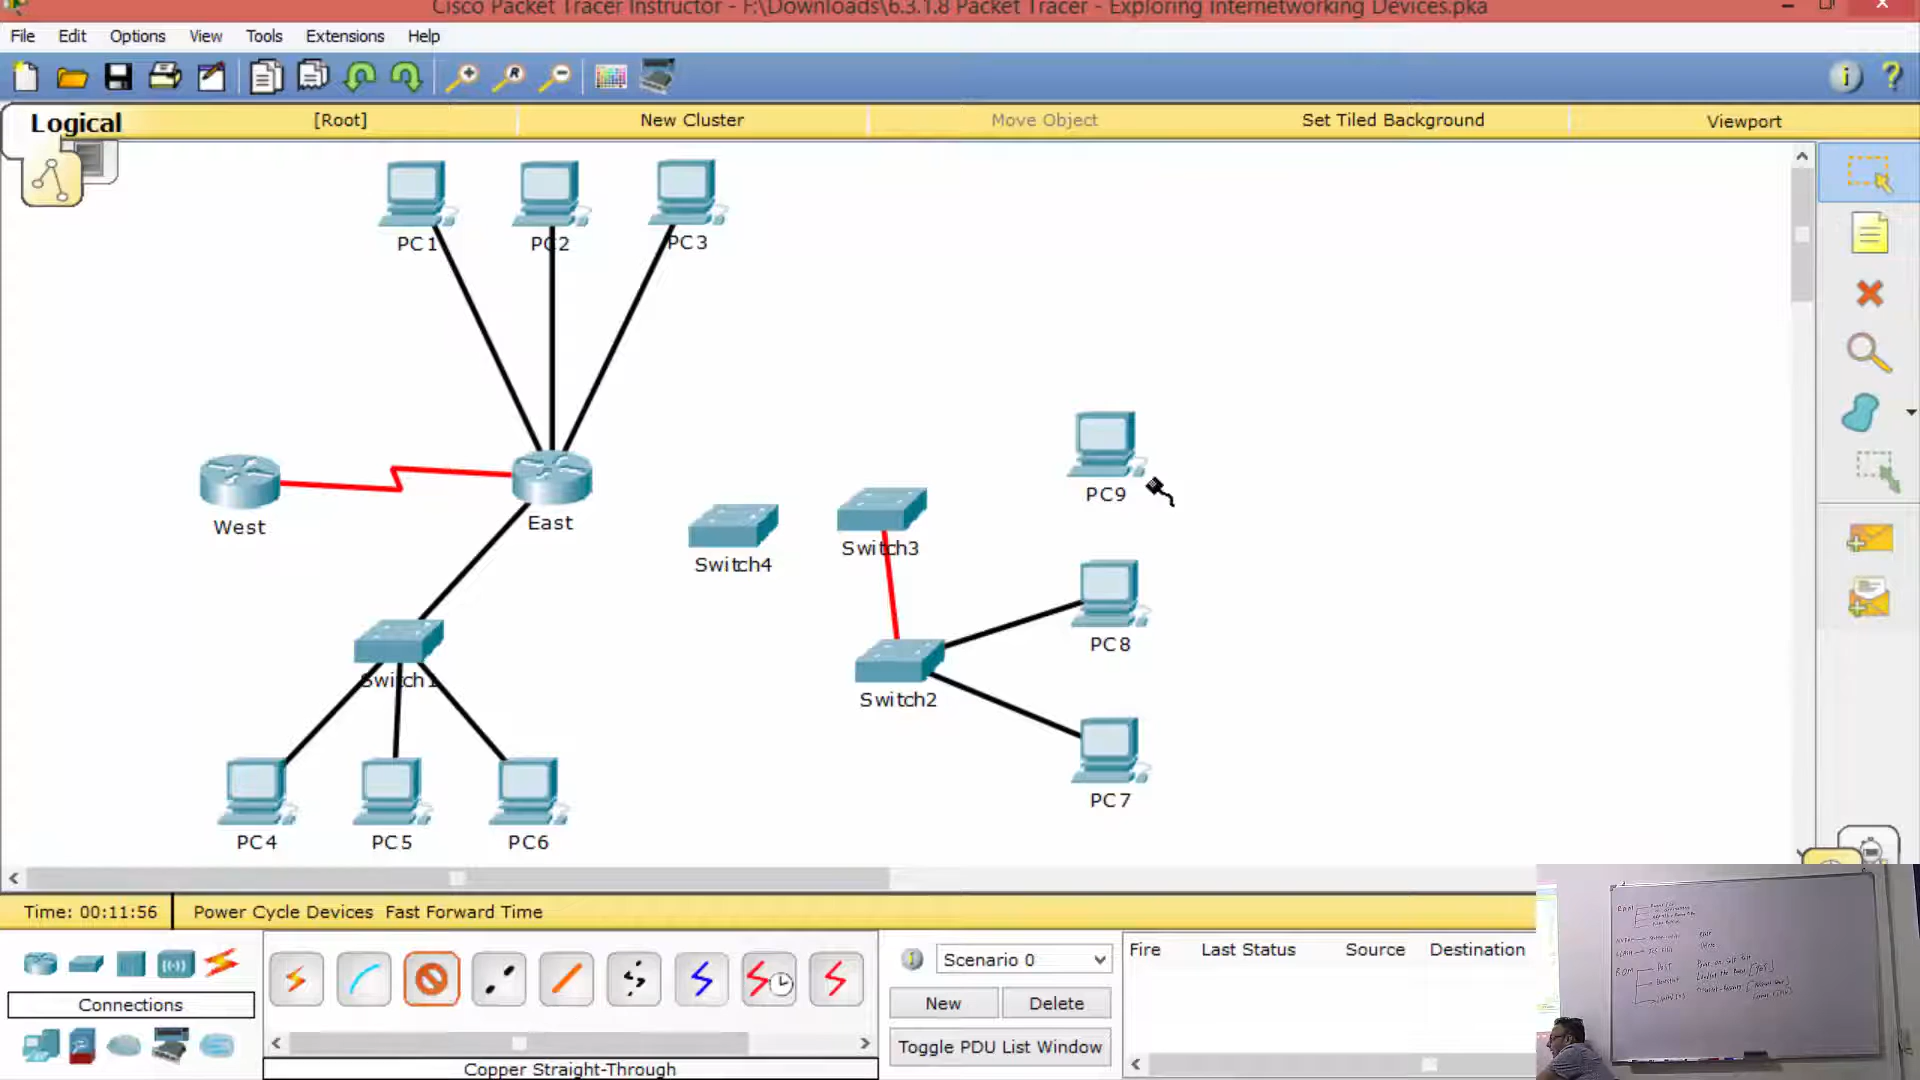 Cisco Packet Tracer Instructor - F:\Downloads\6.3.1.8 Packet Tracer - Exploring Internetworking Devices.pka
File Edit Options View Tools Extensions Help
Logical [Root] New Cluster Move Object Set Tiled Background Viewport
PC1 PC2 PC3
PC9
West East
Switch4 Switch3
PC8
Switch1 Switch2
PC7
PC4 PC5 PC6
Time: 00:11:56 Power Cycle Devices Fast Forward Time
Scenario 0
Fire Last Status Source Destination
Connections
New Delete
Toggle PDU List Window
Copper Straight-Through
RAM
ROM